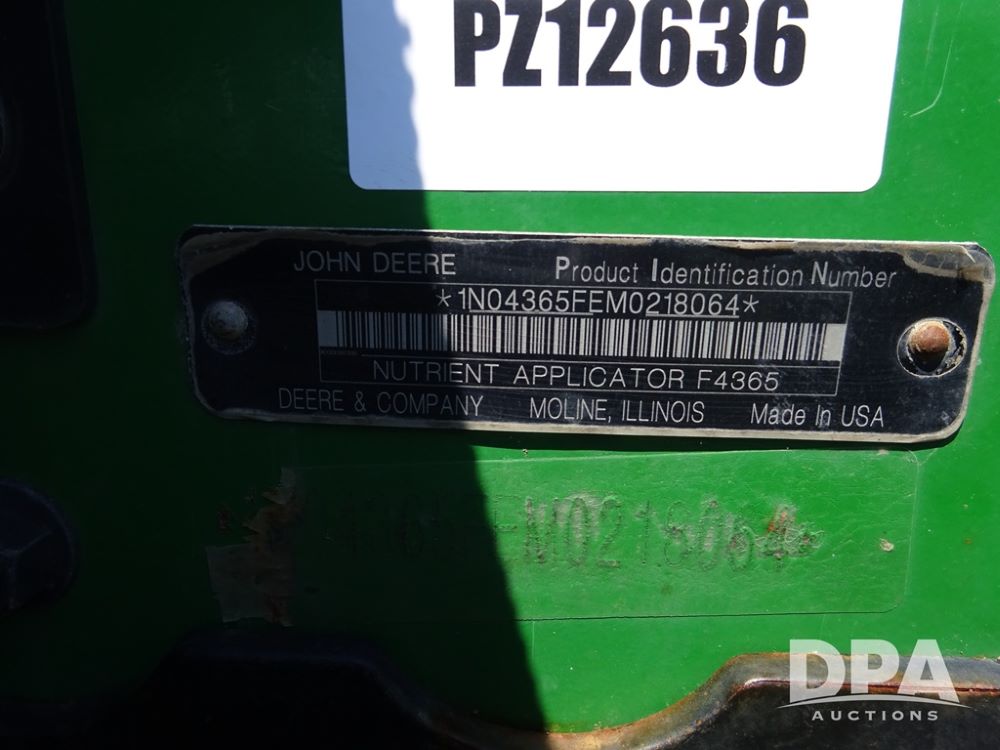 PZ12636
JOHN DEERE Product Identification Number
*1N04365FEM0218064*
NUTRIENT APPLICATOR F4365
DEERE & COMPANY MOLINE, ILLINOIS Made In USA
DPA
AUCTIONS